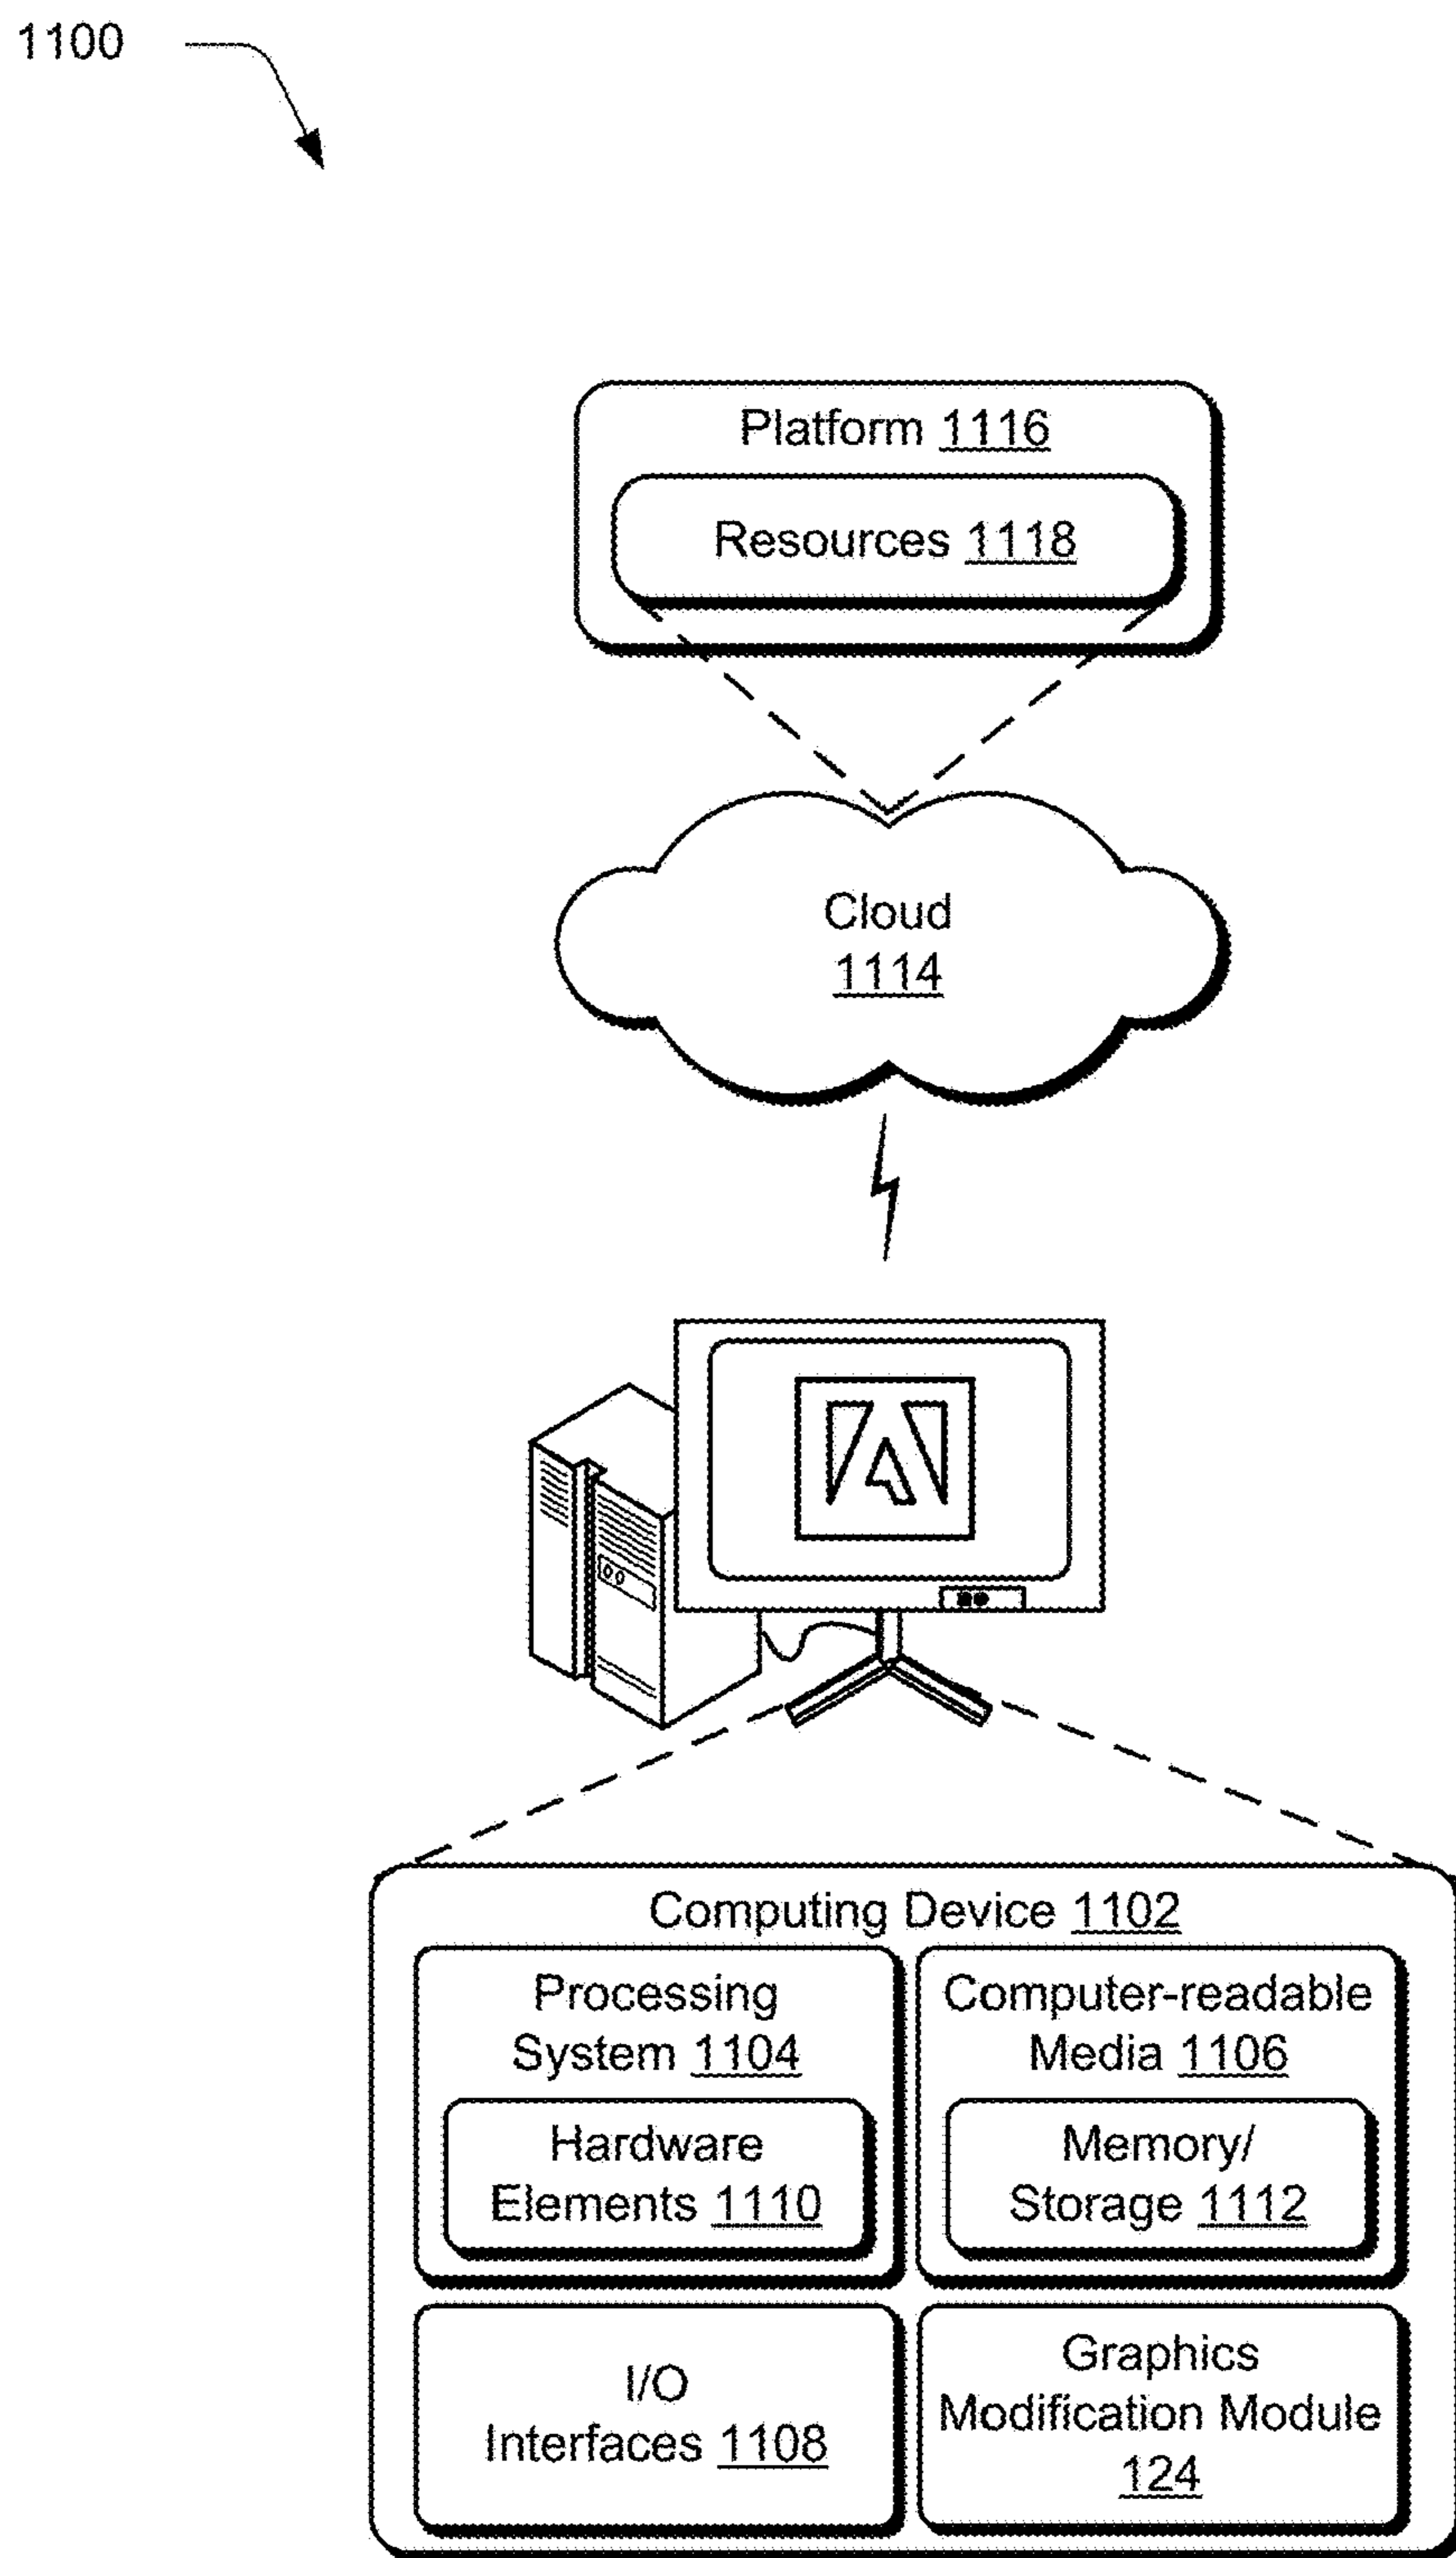 1100
Platform 1116
Resources 1118
Cloud
1114
Computing Device 1102
Processing
System 1104
Hardware
Elements 1110
Computer-readable
Media 1106
Memory/
Storage 1112
I/O
Interfaces 1108
Graphics
Modification Module
124